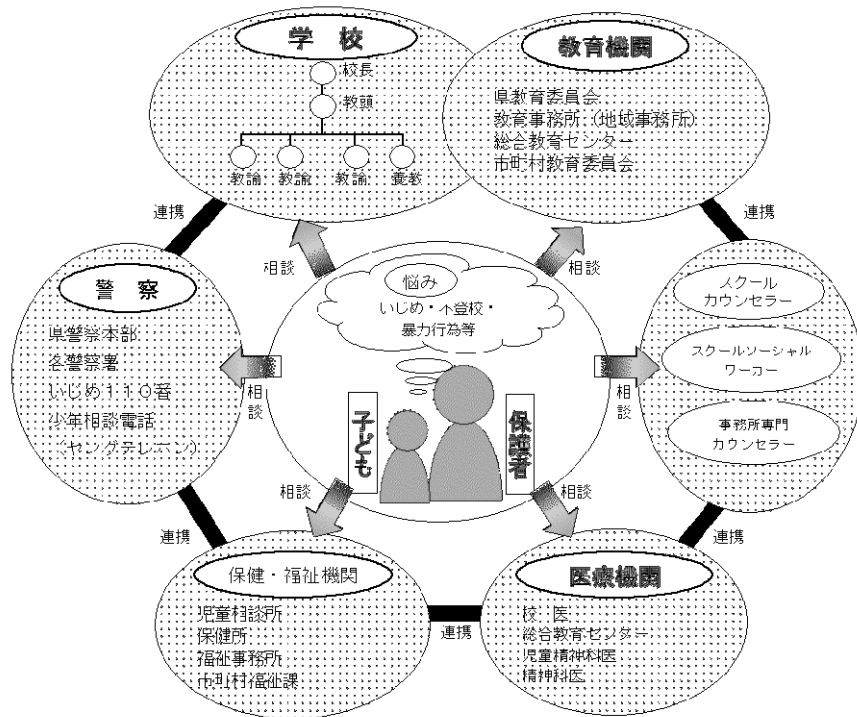 学　校
校長
教頭
教諭
教諭
教諭
養教
教育機関
県教育委員会
教育事務所（地域事務所）
総合教育センター
市町村教育委員会
連携
連携
相談
相談
悩み
いじめ・不登校・
暴力行為等
警　察
県警察本部
各警察署
いじめ１１０番
少年相談電話
（ヤングテレホン）
相談
相談
スクール
カウンセラー
スクールソーシャル
ワーカー
事務所専門
カウンセラー
子ども
保護者
相談
相談
連携
連携
保健・福祉機関
児童相談所
保健所
福祉事務所
市町村福祉課
連携
医療機関
校　医
総合教育センター
児童精神科医
精神科医